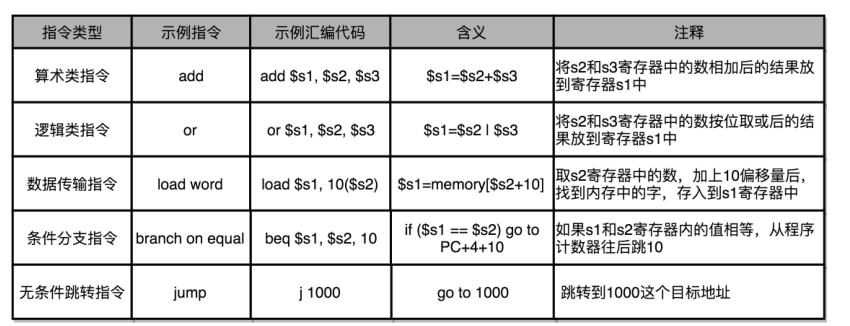 指令类型 示例指令 示例汇编代码 含义 注释
算术类指令 add add $s1, $s2, $s3 $s1=$s2+$s3 将s2和s3寄存器中的数相加后的结果放
到寄存器s1中
逻辑类指令 or or $s1, $s2, $s3 $s1=$s2 | $s3 将s2和s3寄存器中的数按位取或后的结
果放到寄存器s1中
数据传输指令 load word load $s1, 10($s2) $s1=memory[$s2+10] 取s2寄存器中的数，加上10偏移量后，
找到内存中的字，存入到s1寄存器中
条件分支指令 branch on equal beq $s1, $s2, 10 if ($s1 == $s2) go to
PC+4+10
如果s1和s2寄存器内的值相等，从程序
计数器往后跳10
无条件跳转指令 jump j 1000 go to 1000 跳转到1000这个目标地址